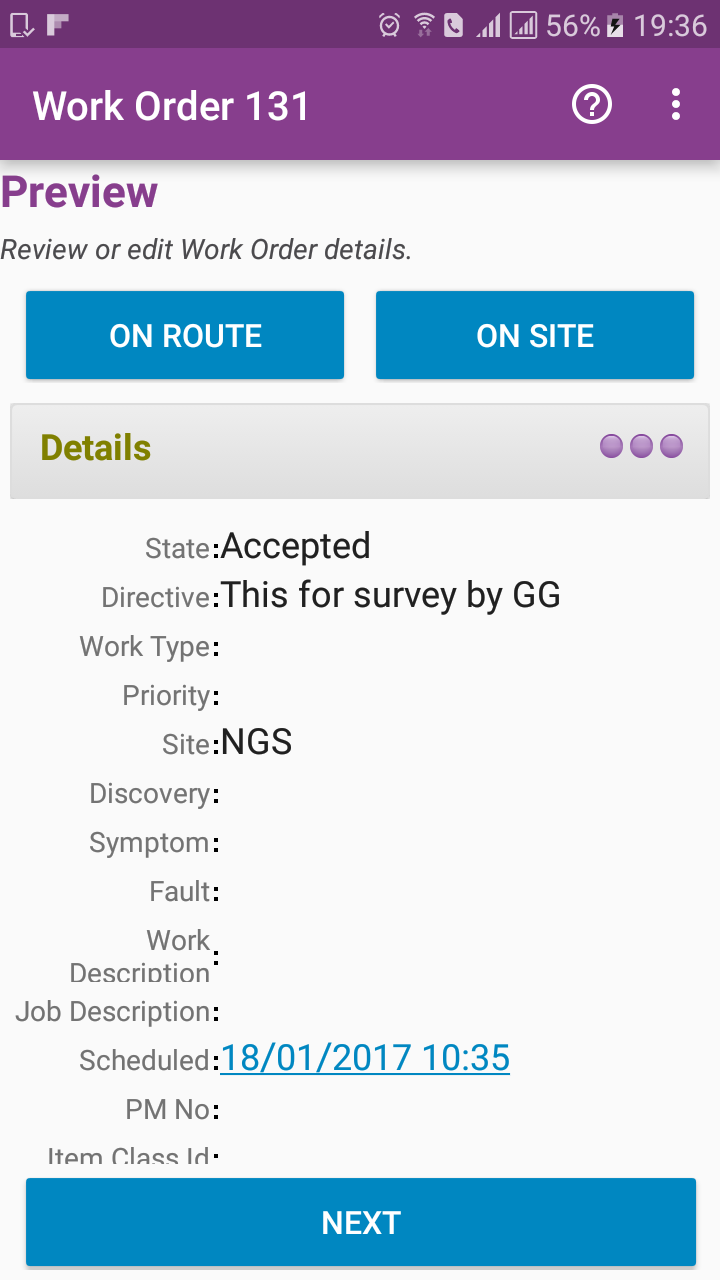 56% 19:36
Work Order 131
Preview
Review or edit Work Order details.
ON ROUTE ON SITE
Details
State:Accepted
Directive:This for survey by GG
Work Type:
Priority:
Site:NGS
Discovery:
Symptom:
Fault:
Work
Description:
Job Description:
Scheduled:18/01/2017 10:35
PM No:
Item Class Id:
NEXT